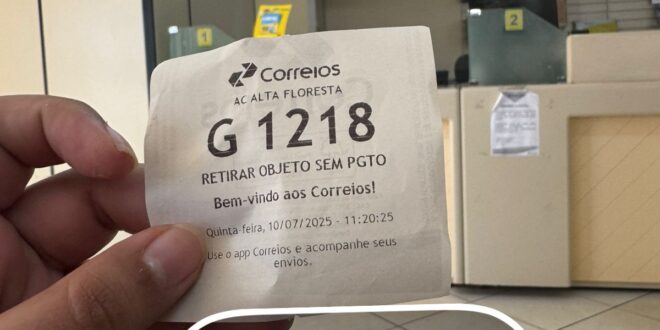 1
2
Correios
AC ALTA FLORESTA
G 1218
RETIRAR OBJETO SEM PGTO
Bem-vindo aos Correios!
Quinta-feira, 10/07/2025 - 11:20:25
Use o app Correios e acompanhe seus
envios.